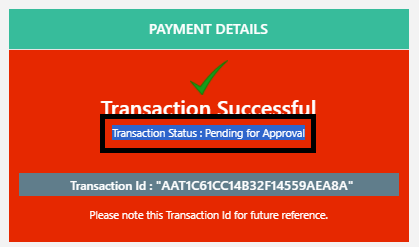 PAYMENT DETAILS
Transaction Successful
Transaction Status : Pending for Approval
Transaction Id : "AAT1C61CC14B32F14559AEA8A"
Please note this Transaction Id for future reference.